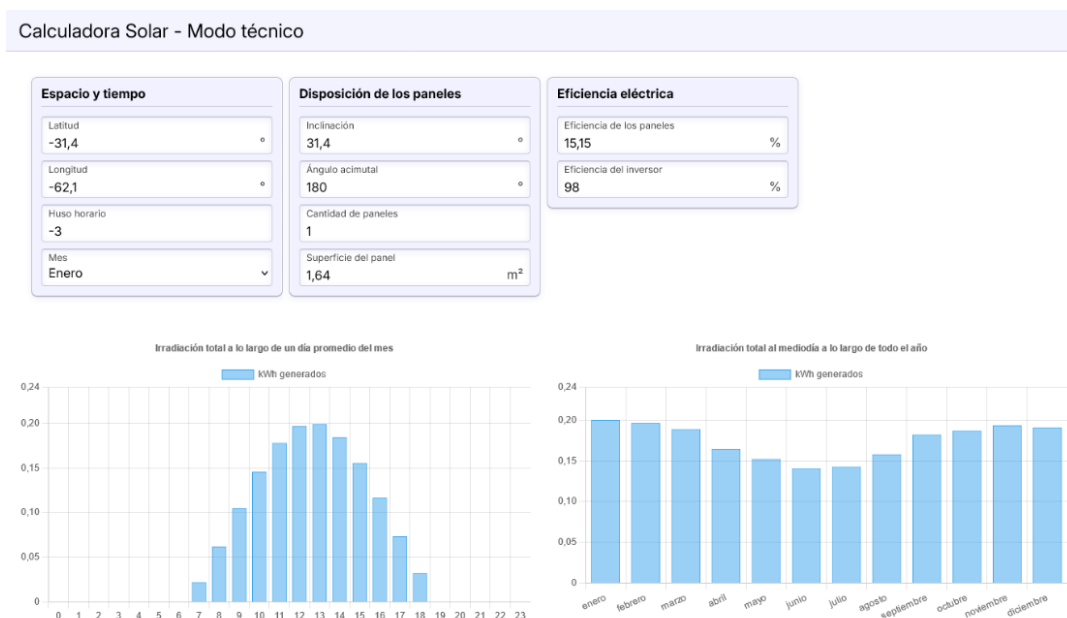 Calculadora Solar - Modo técnico
Espacio y tiempo
Latitud
-31,4 °
Longitud
-62,1 °
Huso horario
-3
Mes
Enero
Disposición de los paneles
Inclinación
31,4 °
Ángulo acimutal
180 °
Cantidad de paneles
1
Superficie del panel
1,64 m²
Eficiencia eléctrica
Eficiencia de los paneles
15,15 %
Eficiencia del inversor
98 %
Irradiación total a lo largo de un día promedio del mes
kWh generados
0,24
0,20
0,15
0,10
0,05
0
0 1 2 3 4 5 6 7 8 9 10 11 12 13 14 15 16 17 18 19 20 21 22 23
Irradiación total al mediodía a lo largo de todo el año
kWh generados
0,24
0,20
0,15
0,10
0,05
0
enero febrero marzo abril mayo junio julio agosto septiembre octubre noviembre diciembre